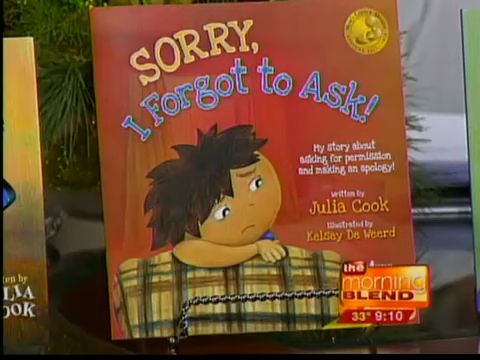 SORRY,
I Forgot to Ask!
My story about
asking for permission
and making an apology!
written by
Julia Cook
Illustrated by
Kelsey De Weerd
the
morning
BLEND
33° 9:10